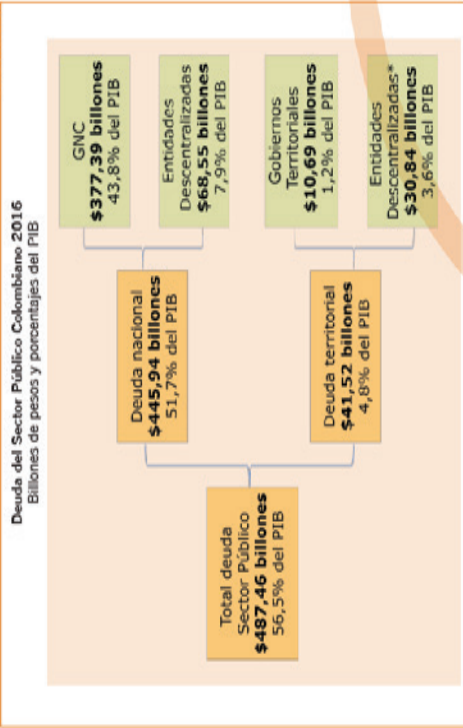 Deuda del Sector Público Colombiano 2016
Billones de pesos y porcentajes del PIB
Total deuda
Sector Público
$487,46 billones
56,5% del PIB
Deuda nacional
$445,94 billones
51,7% del PIB
Deuda territorial
$41,52 billones
4,8% del PIB
GNC
$377,39 billones
43,8% del PIB
Entidades
Descentralizadas
$68,55 billones
7,9% del PIB
Gobiernos
Territoriales
$10,69 billones
1,2% del PIB
Entidades
Descentralizadas*
$30,84 billones
3,6% del PIB